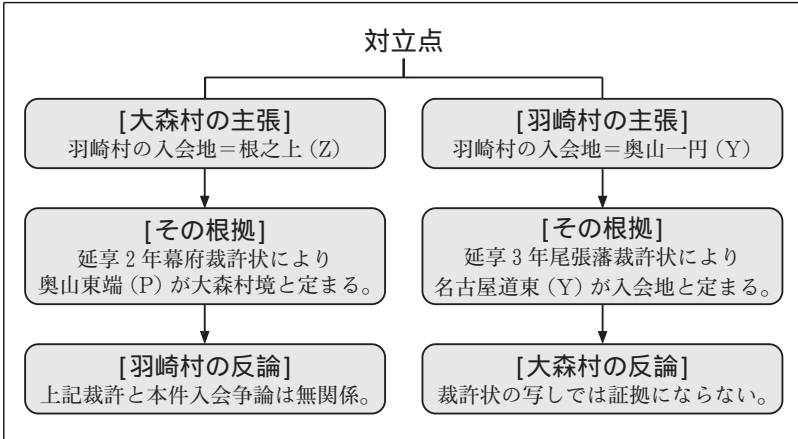 対立点
[大森村の主張]
羽崎村の入会地＝根之上（Z）
[羽崎村の主張]
羽崎村の入会地＝奥山一円（Y）
[その根拠]
延享2年幕府裁許状により
奥山東端（P）が大森村境と定まる。
[その根拠]
延享3年尾張藩裁許状により
名古屋道東（Y）が入会地と定まる。
[羽崎村の反論]
上記裁許と本件入会争論は無関係。
[大森村の反論]
裁許状の写しでは証拠にならない。